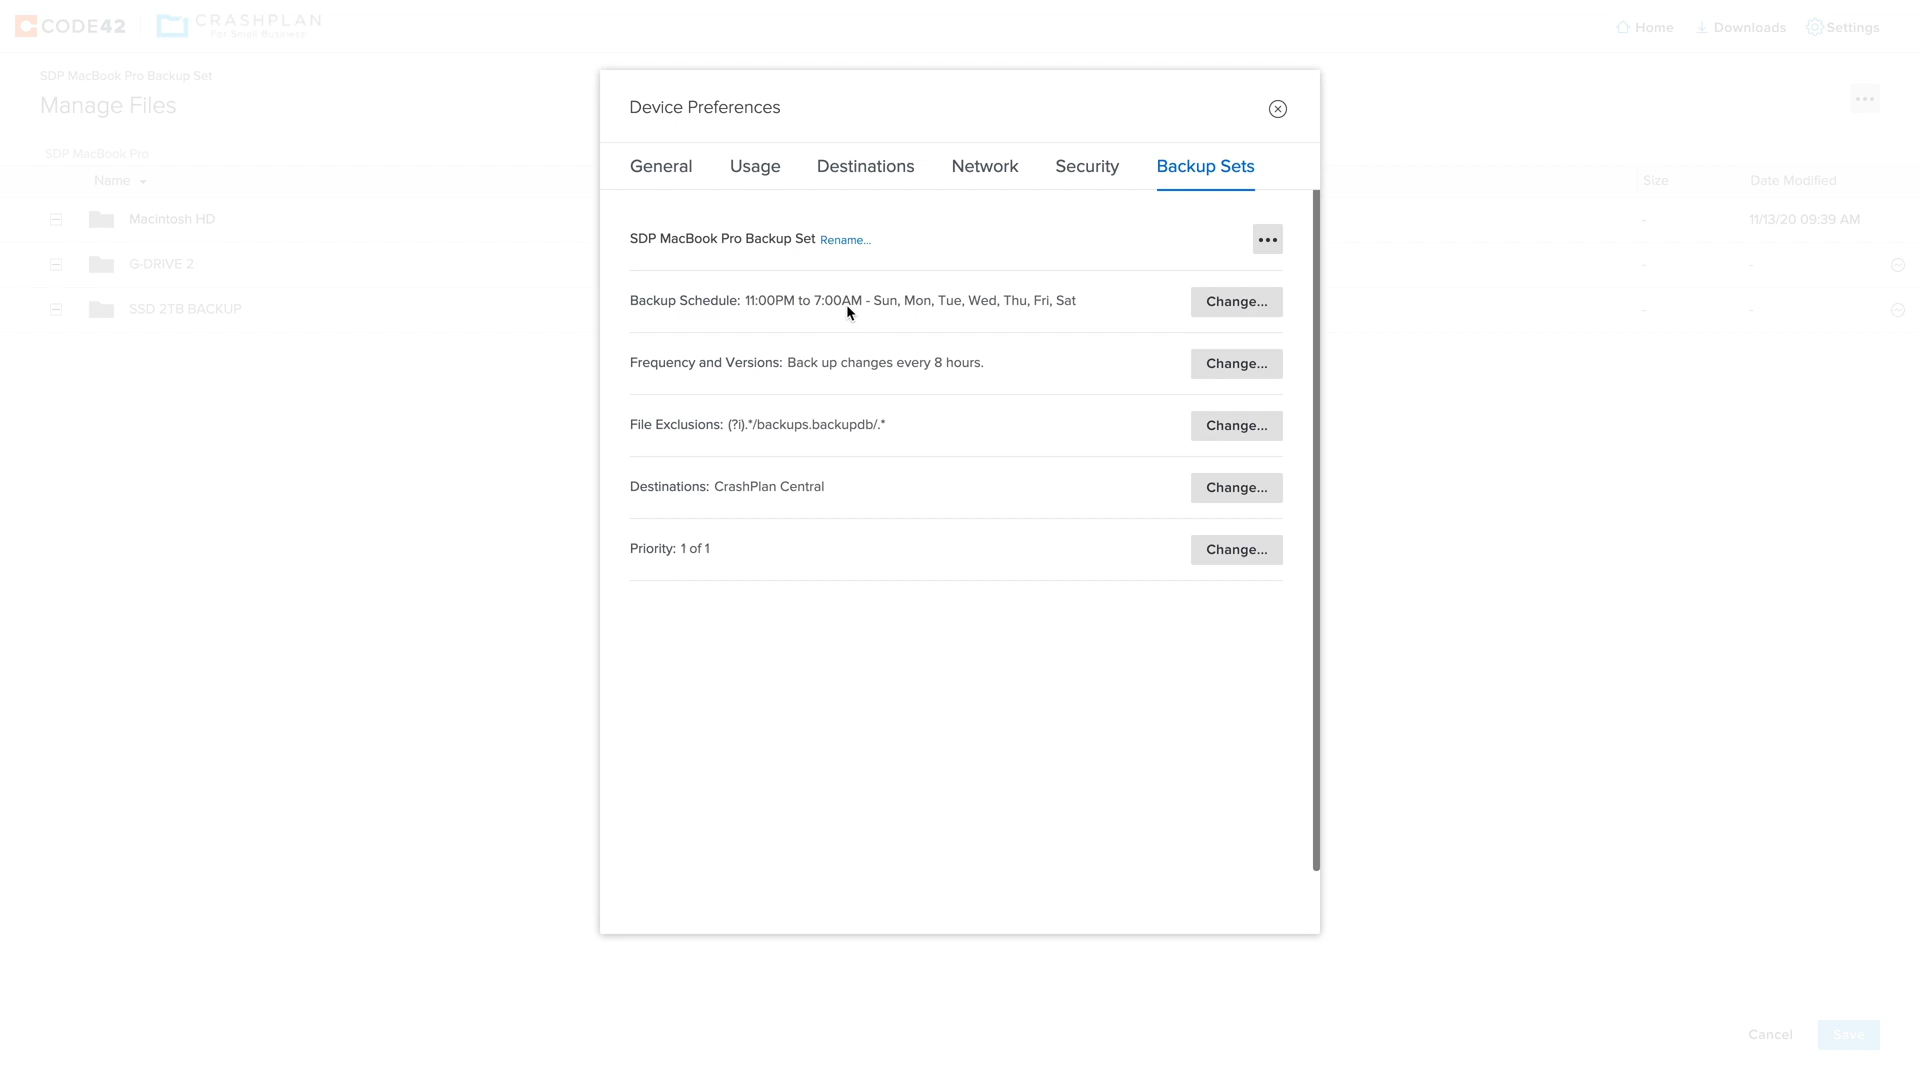 CODE42
CRASHPLAN
For Small Business
Home
Downloads
Settings
SDP MacBook Pro Backup Set
Manage Files
SDP MacBook Pro
Name
Size
Date Modified
Macintosh HD
-
11/13/20 09:39 AM
G-DRIVE 2
-
-
SSD 2TB BACKUP
-
-
Device Preferences
General
Usage
Destinations
Network
Security
Backup Sets
SDP MacBook Pro Backup Set Rename...
Backup Schedule: 11:00PM to 7:00AM - Sun, Mon, Tue, Wed, Thu, Fri, Sat
Change...
Frequency and Versions: Back up changes every 8 hours.
Change...
File Exclusions: (?i).*/backups.backupdb/.*
Change...
Destinations: CrashPlan Central
Change...
Priority: 1 of 1
Change...
Cancel
Save